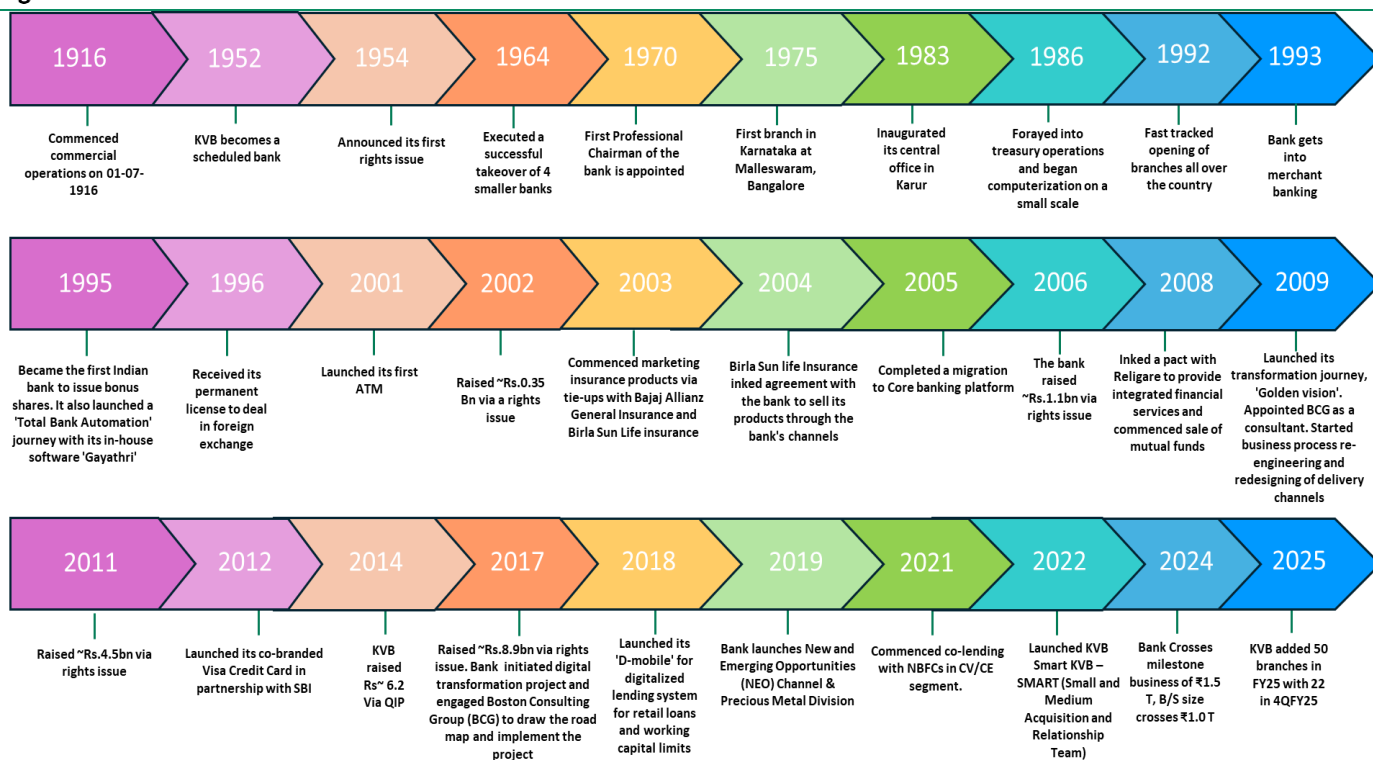 1916
1952
1954
1964
1970
1975
1983
1986
1992
1993
Commenced
commercial
operations on 01-07-
1916
KVB becomes a
scheduled bank
Announced its first
rights issue
Executed a
successful
takeover of 4
smaller banks
First Professional
Chairman of the
bank is appointed
First branch in
Karnataka at
Malleswaram,
Bangalore
Inaugurated
its central
office in
Karur
Forayed into
treasury operations
and began
computerization on a
small scale
Fast tracked
opening of
branches all over
the country
Bank gets
into
merchant
banking
1995
1996
2001
2002
2003
2004
2005
2006
2008
2009
Became the first Indian
bank to issue bonus
shares. It also launched a
'Total Bank Automation'
journey with its in-house
software 'Gayathri'
Received its
permanent
license to deal
in foreign
exchange
Launched its first
ATM
Raised ~Rs.0.35
Bn via a rights
issue
Commenced marketing
insurance products via
tie-ups with Bajaj Allianz
General Insurance and
Birla Sun Life insurance
Birla Sun life Insurance
inked agreement with
the bank to sell its
products through the
bank's channels
Completed a migration
to Core banking platform
The bank
raised
~Rs.1.1bn via
rights issue
Inked a pact with
Religare to provide
integrated financial
services and
commenced sale of
mutual funds
Launched its
transformation journey,
'Golden vision'.
Appointed BCG as a
consultant. Started
business process re-
engineering and
redesigning of delivery
channels
2011
2012
2014
2017
2018
2019
2021
2022
2024
2025
Raised ~Rs.4.5bn via
rights issue
Launched its co-branded
Visa Credit Card in
partnership with SBI
KVB
raised
Rs~ 6.2
Via QIP
Raised ~Rs.8.9bn via rights
issue. Bank initiated digital
transformation project and
engaged Boston Consulting
Group (BCG) to draw the road
map and implement the
project
Launched its
'D-mobile' for
digitalized
lending system
for retail loans
and working
capital limits
Bank launches New and
Emerging Opportunities
(NEO) Channel &
Precious Metal Division
Commenced co-lending
with NBFCs in CV/CE
segment.
Launched KVB
Smart KVB –
SMART (Small and
Medium
Acquisition and
Relationship
Team)
Bank Crosses
milestone
business of ₹1.5
T, B/S size
crosses ₹1.0 T
KVB added 50
branches in
FY25 with 22
in 4QFY25